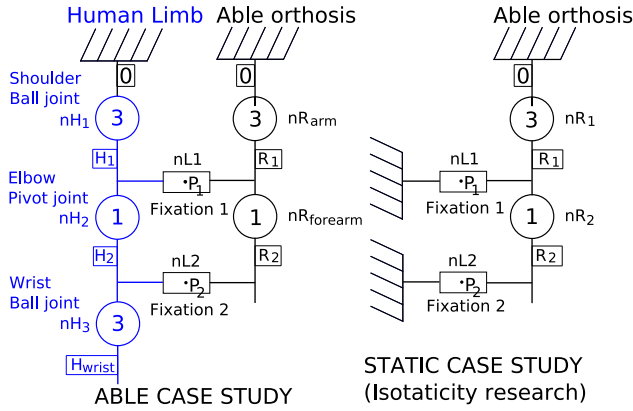 Human Limb
Able orthosis
0
0
Shoulder
Ball joint
nH1
3
3
nRarm
H1
nL1
R1
P1
Fixation 1
Elbow
Pivot joint
nH2
1
1
nRforearm
H2
nL2
R2
P2
Fixation 2
Wrist
Ball joint
nH3
3
Hwrist
ABLE CASE STUDY
Able orthosis
0
3
nR1
nL1
R1
P1
Fixation 1
1
nR2
nL2
R2
P2
Fixation 2
STATIC CASE STUDY
(Isotaticity research)